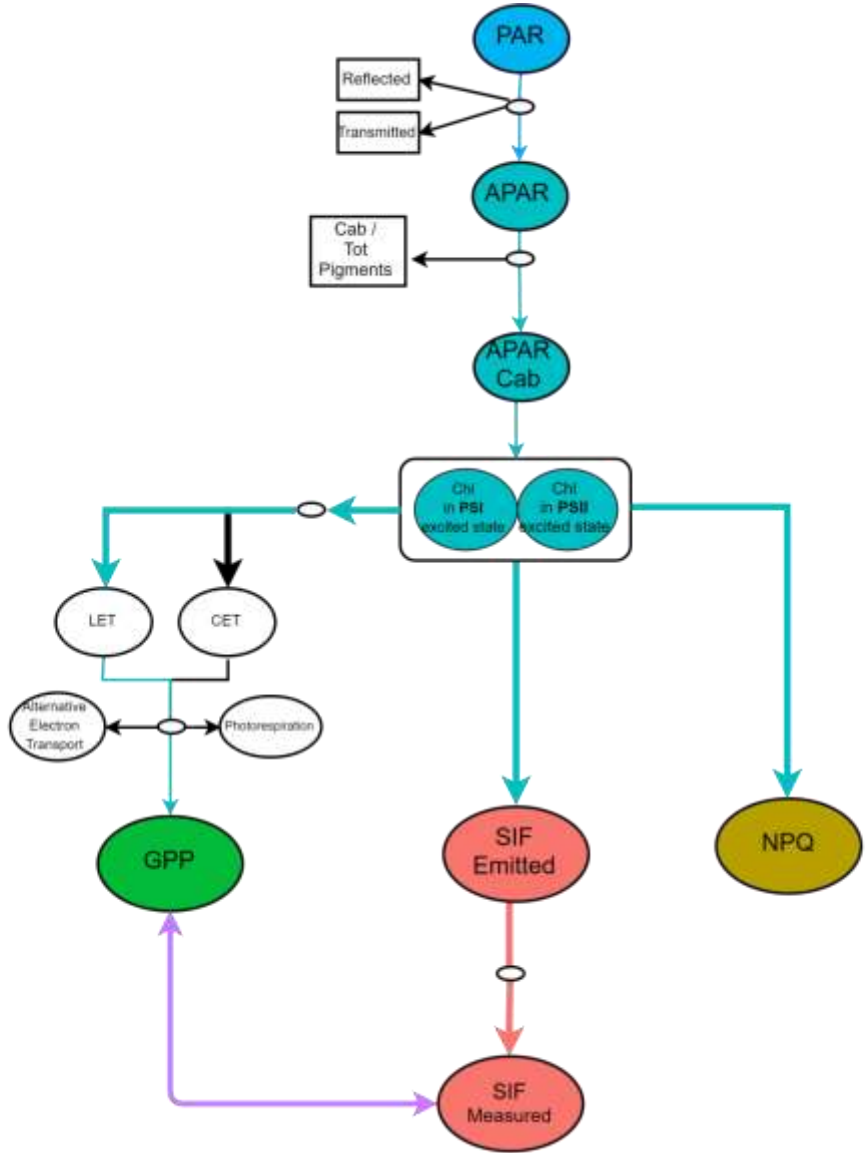 PAR
Reflected
Transmitted
APAR
Cab /
Tot
Pigments
APAR
Cab
Chl
in PSI
excited state
Chl
in PSII
excited state
LET
CET
Alternative
Electron
Transport
Photorespiration
GPP
SIF
Emitted
NPQ
SIF
Measured